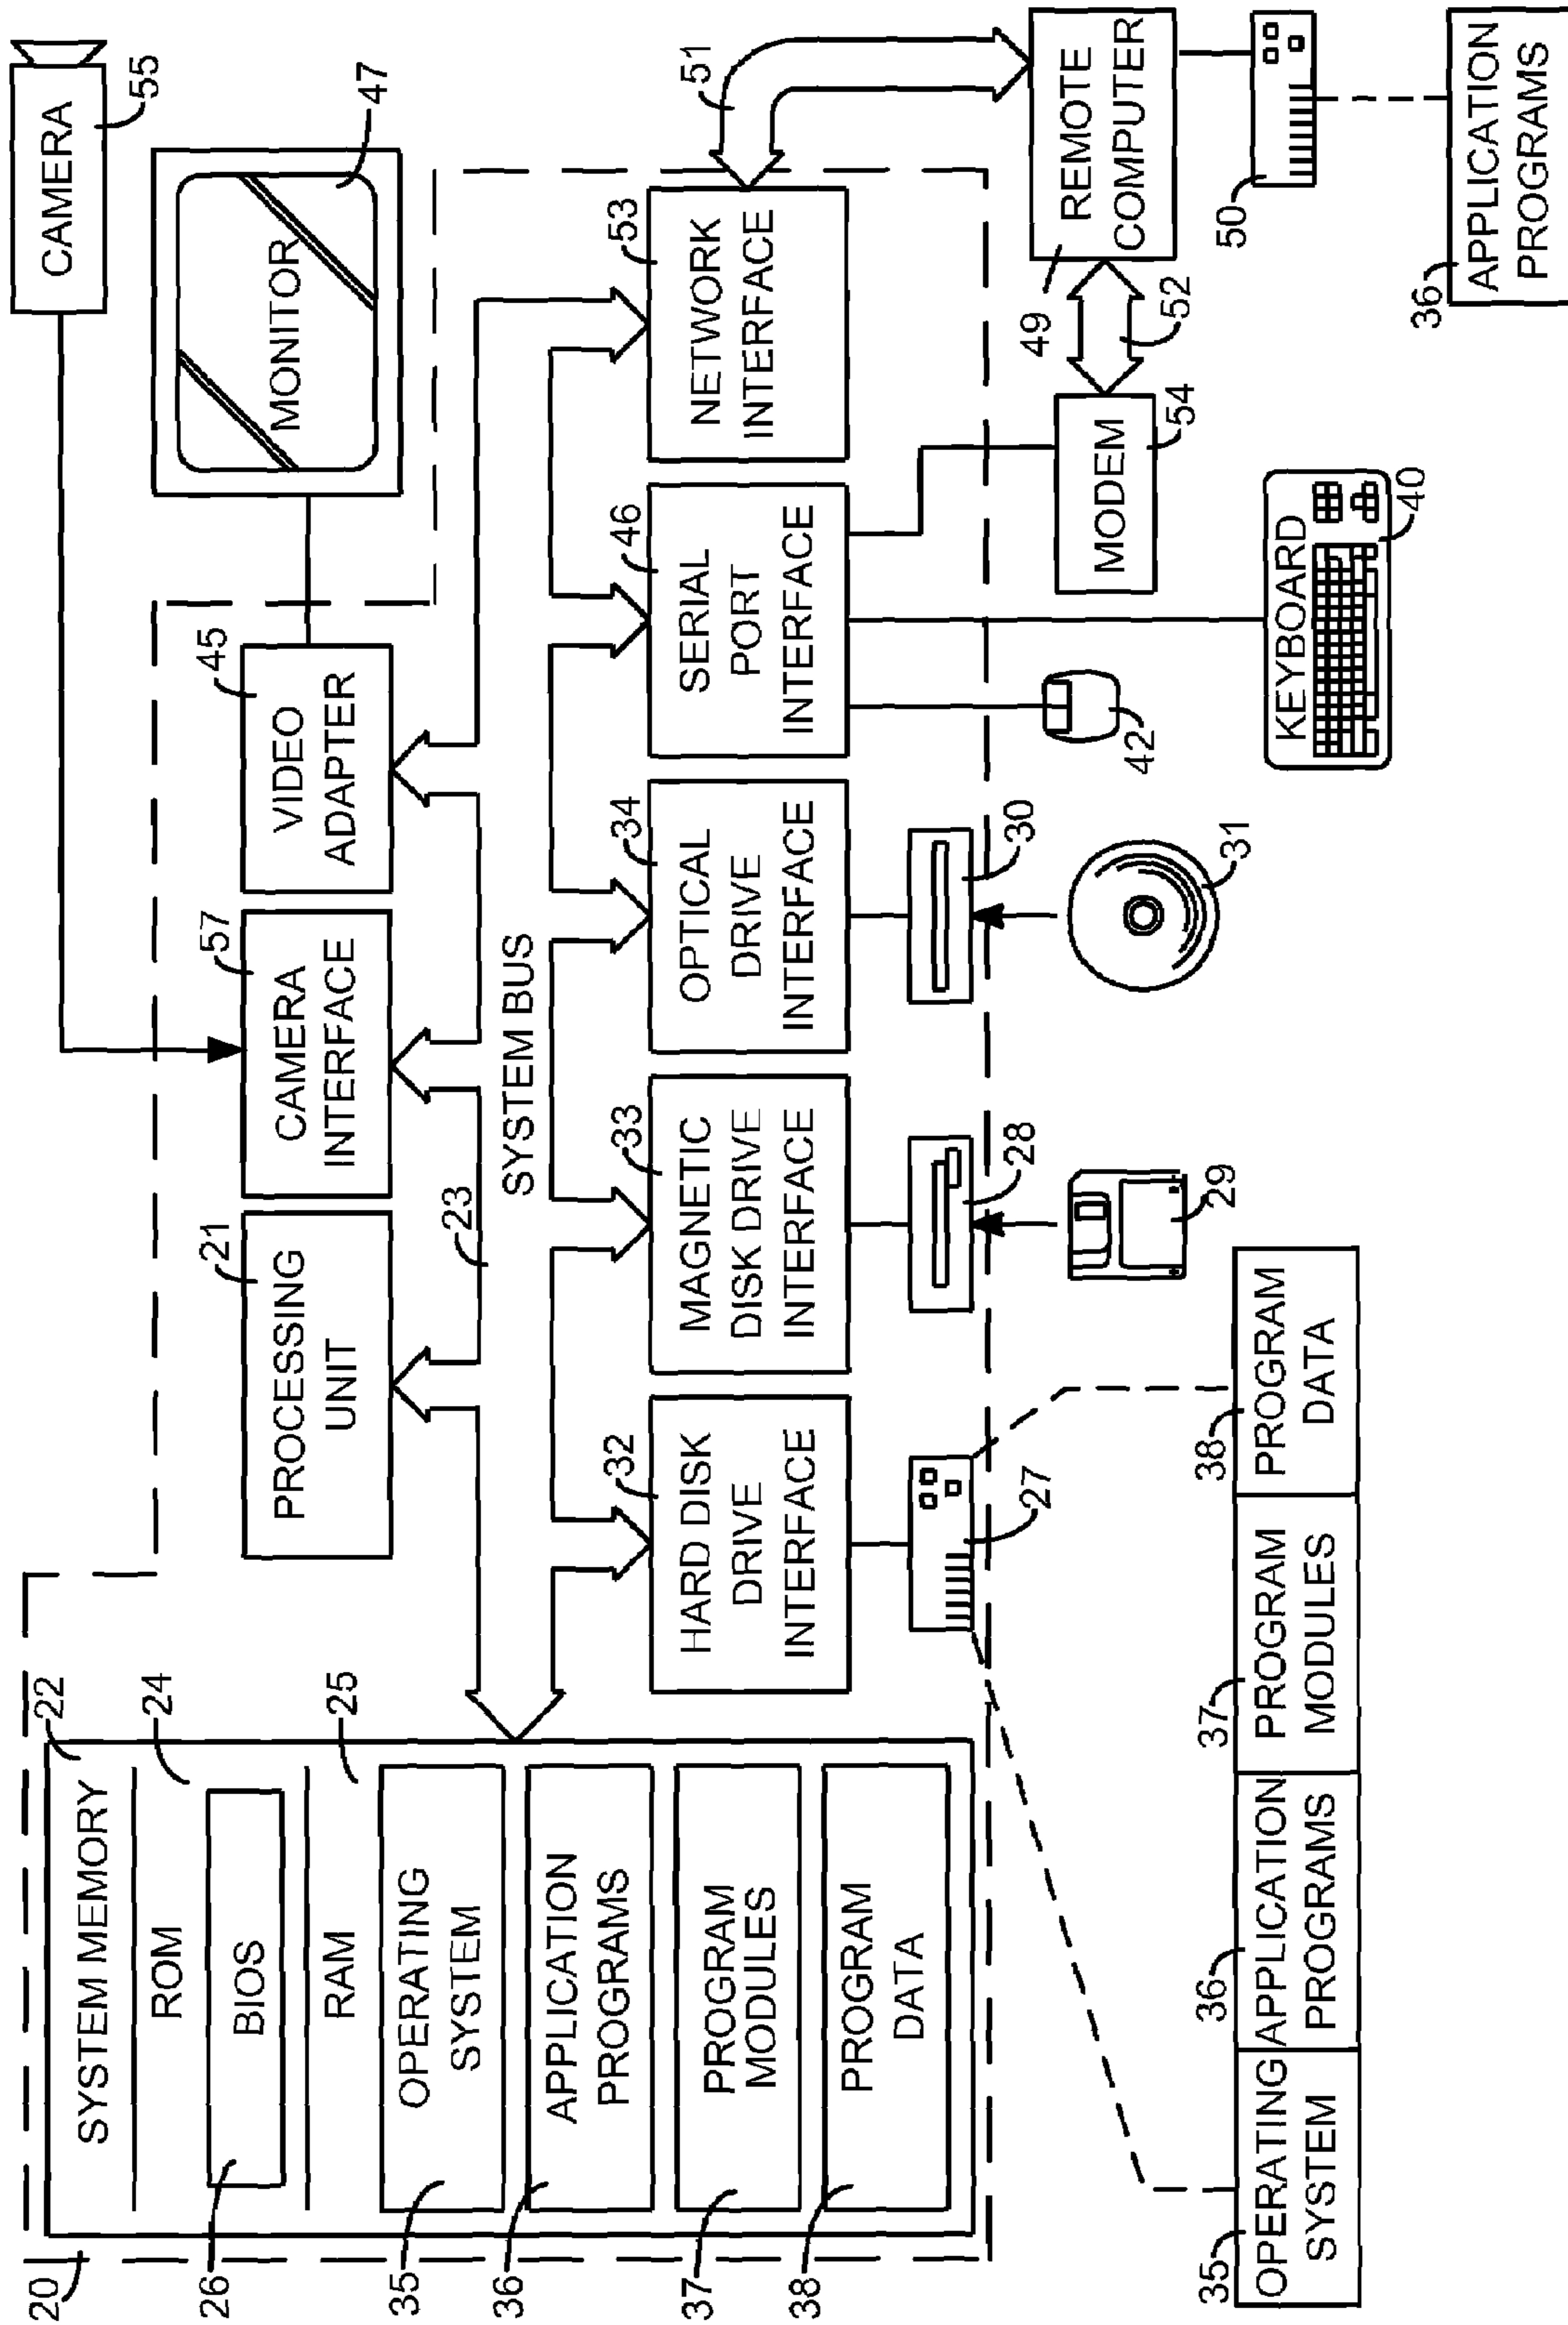 20
SYSTEM MEMORY
22
ROM
24
BIOS
26
RAM
25
OPERATING
SYSTEM
35
APPLICATION
PROGRAMS
36
PROGRAM
MODULES
37
PROGRAM
DATA
38
PROCESSING
UNIT
21
CAMERA
INTERFACE
57
VIDEO
ADAPTER
45
MONITOR
47
CAMERA
55
23
SYSTEM BUS
HARD DISK
DRIVE
INTERFACE
32
MAGNETIC
DISK DRIVE
INTERFACE
33
OPTICAL
DRIVE
INTERFACE
34
SERIAL
PORT
INTERFACE
46
NETWORK
INTERFACE
53
51
27
28
30
29
31
42
KEYBOARD
40
MODEM
54
52
49
REMOTE
COMPUTER
50
36
APPLICATION
PROGRAMS
35
OPERATING
SYSTEM
36
APPLICATION
PROGRAMS
37
PROGRAM
MODULES
38
PROGRAM
DATA